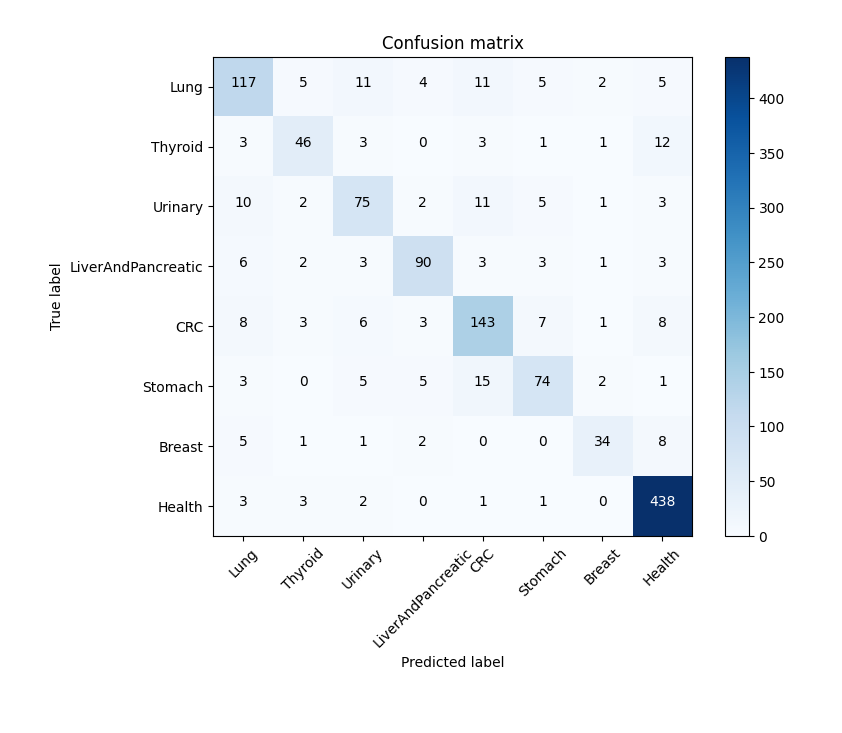 Confusion matrix
Lung 117 5 11 4 11 5 2 5
Thyroid 3 46 3 0 3 1 1 12
Urinary 10 2 75 2 11 5 1 3
LiverAndPancreatic 6 2 3 90 3 3 1 3
CRC 8 3 6 3 143 7 1 8
Stomach 3 0 5 5 15 74 2 1
Breast 5 1 1 2 0 0 34 8
Health 3 3 2 0 1 1 0 438
True label
Lung Thyroid Urinary LiverAndPancreatic CRC Stomach Breast Health
Predicted label
400
350
300
250
200
150
100
50
0